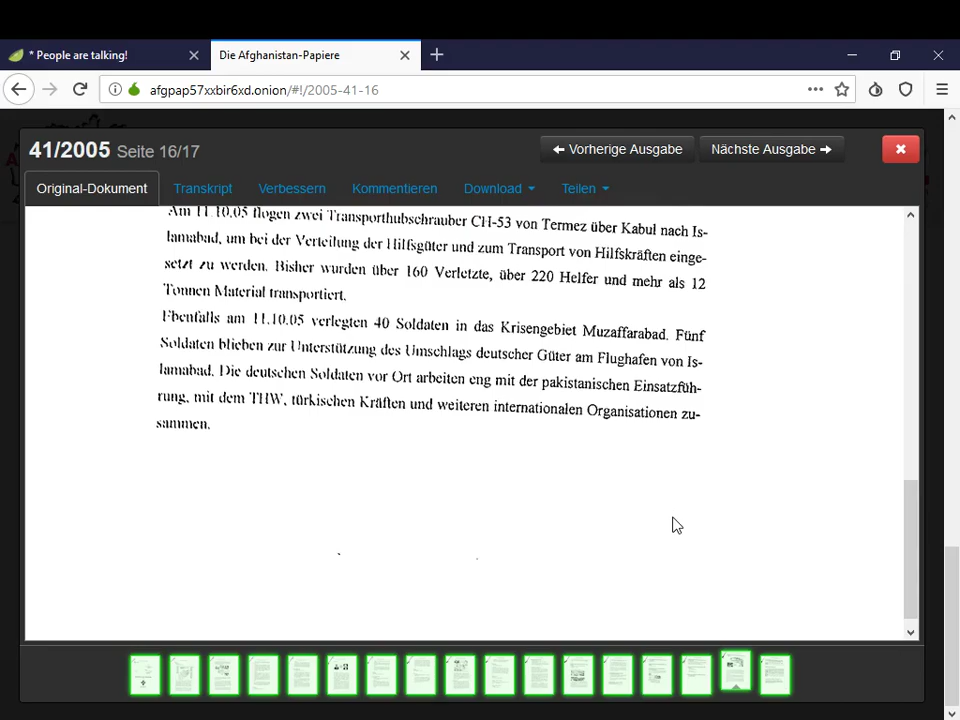 * People are talking!
Die Afghanistan-Papiere
afgpap57xxbir6xd.onion/#!/2005-41-16
41/2005 Seite 16/17
Vorherige Ausgabe
Nächste Ausgabe
Original-Dokument
Transkript
Verbessern
Kommentieren
Download
Teilen
Am 11.10.05 flogen zwei Transporthubschrauber CH-53 von Termez über Kabul nach Is-
lamabad, um bei der Verteilung der Hilfsgüter und zum Transport von Hilfskräften einge-
setzt zu werden. Bisher wurden über 160 Verletzte, über 220 Helfer und mehr als 12
Tonnen Material transportiert.
Ebenfalls am 11.10.05 verlegten 40 Soldaten in das Krisengebiet Muzaffarabad. Fünf
Soldaten blieben zur Unterstützung des Umschlags deutscher Güter am Flughafen von Is-
lamabad. Die deutschen Soldaten vor Ort arbeiten eng mit der pakistanischen Einsatzfüh-
rung, mit dem THW, türkischen Kräften und weiteren internationalen Organisationen zu-
sammen.